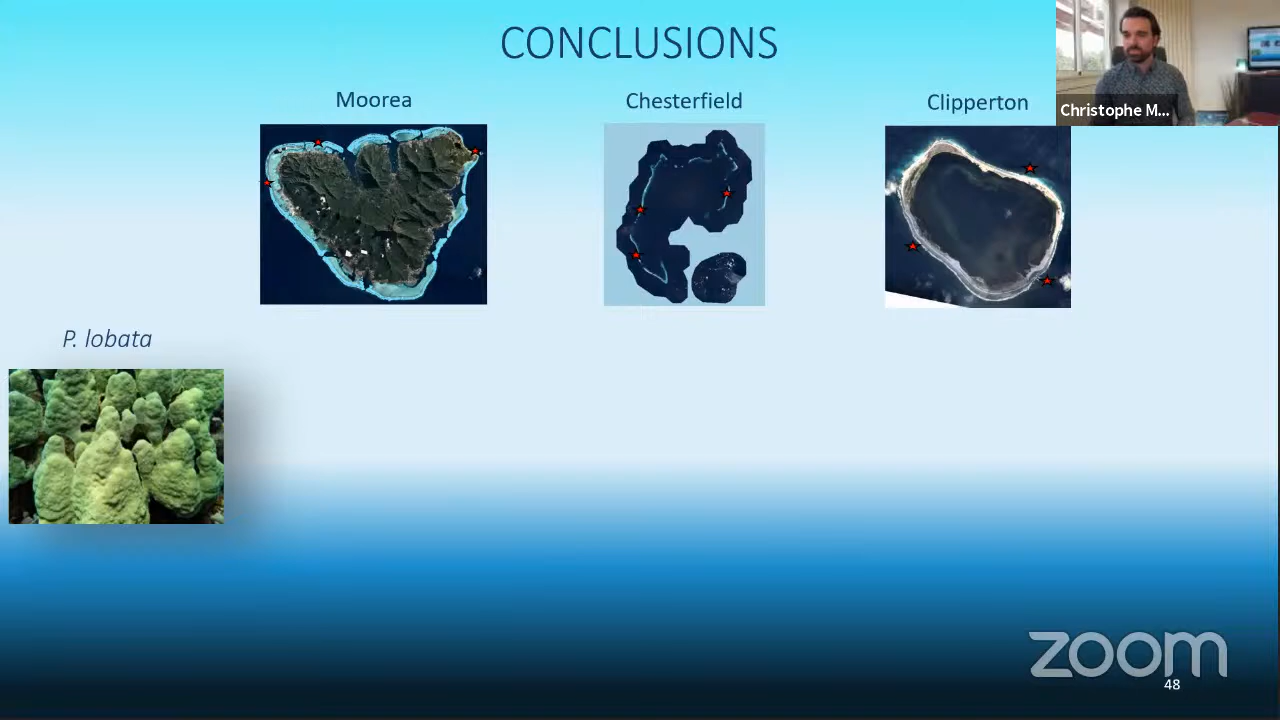 CONCLUSIONS
Moorea
Chesterfield
Clipperton
Christophe M...
P. lobata
zoom
48